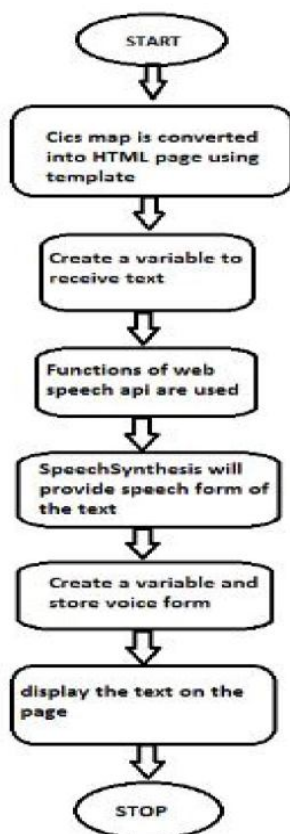 START
Cics map is converted
into HTML page using
template
Create a variable to
receive text
Functions of web
speech api are used
SpeechSynthesis will
provide speech form of
the text
Create a variable and
store voice form
display the text on the
page
STOP